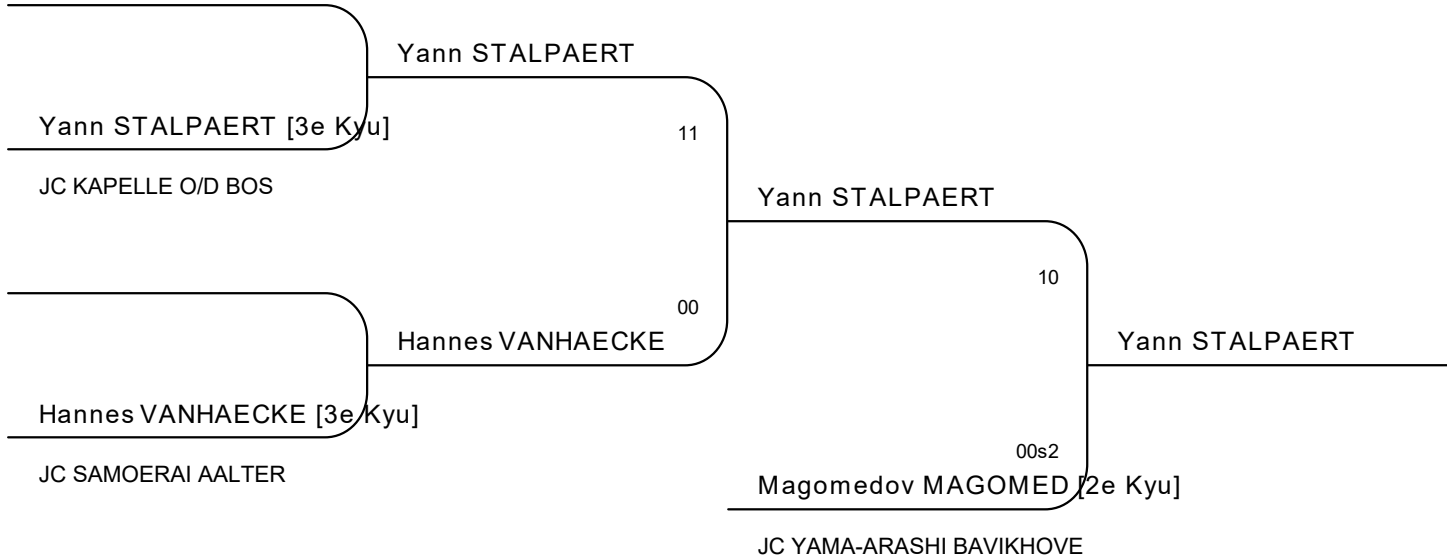 Yann STALPAERT
Yann STALPAERT [3e Kyu]
11
JC KAPELLE O/D BOS
Yann STALPAERT
10
00
Hannes VANHAECKE
Yann STALPAERT
Hannes VANHAECKE [3e Kyu]
00s2
JC SAMOERAI AALTER
Magomedov MAGOMED [2e Kyu]
JC YAMA-ARASHI BAVIKHOVE